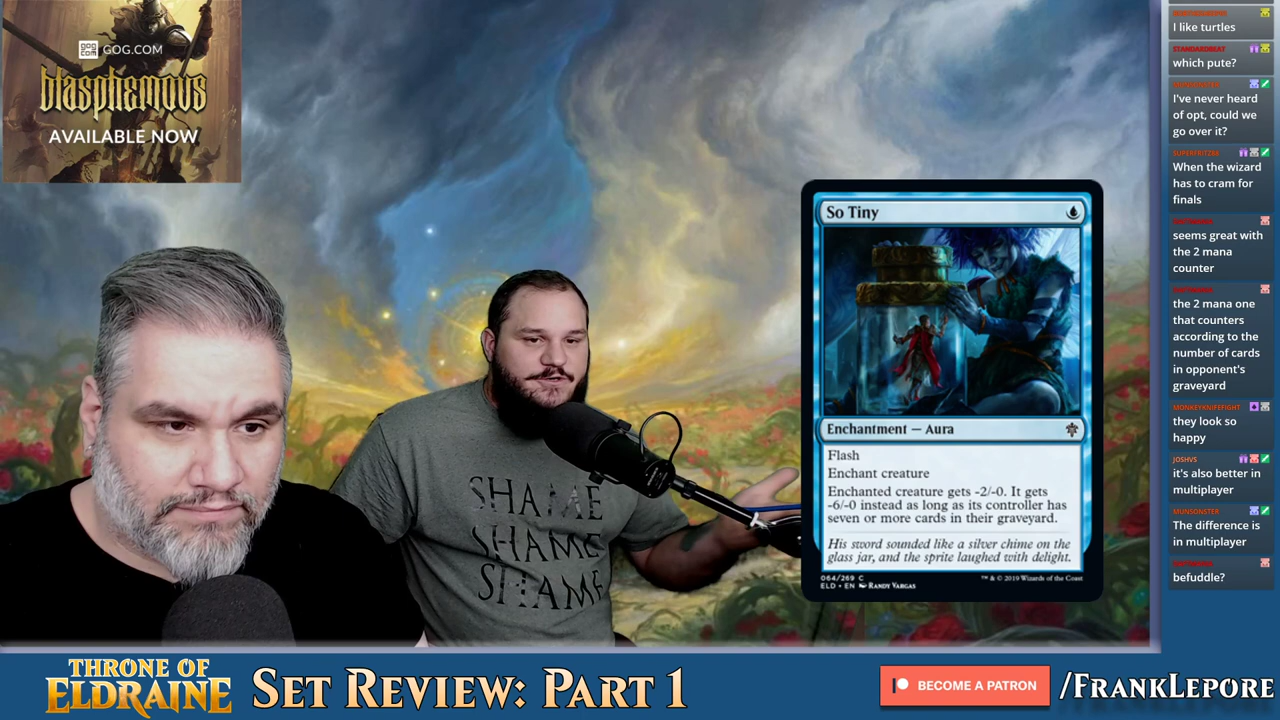 GOG.COM
gog
com
blasphemous
AVAILABLE NOW
SHAME
SHAME
SHAME
So Tiny
Enchantment — Aura
Flash
Enchant creature
Enchanted creature gets -2/-0. It gets
-6/-0 instead as long as its controller has
seven or more cards in their graveyard.
His sword sounded like a silver chime on the
glass jar, and the sprite laughed with delight.
064/269 C
ELD • EN RANDY VARGAS
™ & © 2019 Wizards of the Coast
I like turtles
STANDARDBEAT
which pute?
I've never heard
of opt, could we
go over it?
SUPERFRITZER
When the wizard
has to cram for
finals
seems great with
the 2 mana
counter
the 2 mana one
that counters
according to the
number of cards
in opponent's
graveyard
MONKEYKNIFEFIGHT
they look so
happy
JOSHVS
it's also better in
multiplayer
MUNSONSTER
The difference is
in multiplayer
befuddle?
THRONE OF
ELDRAINE
SET REVIEW: PART 1
BECOME A PATRON
/FRANKLEPORE